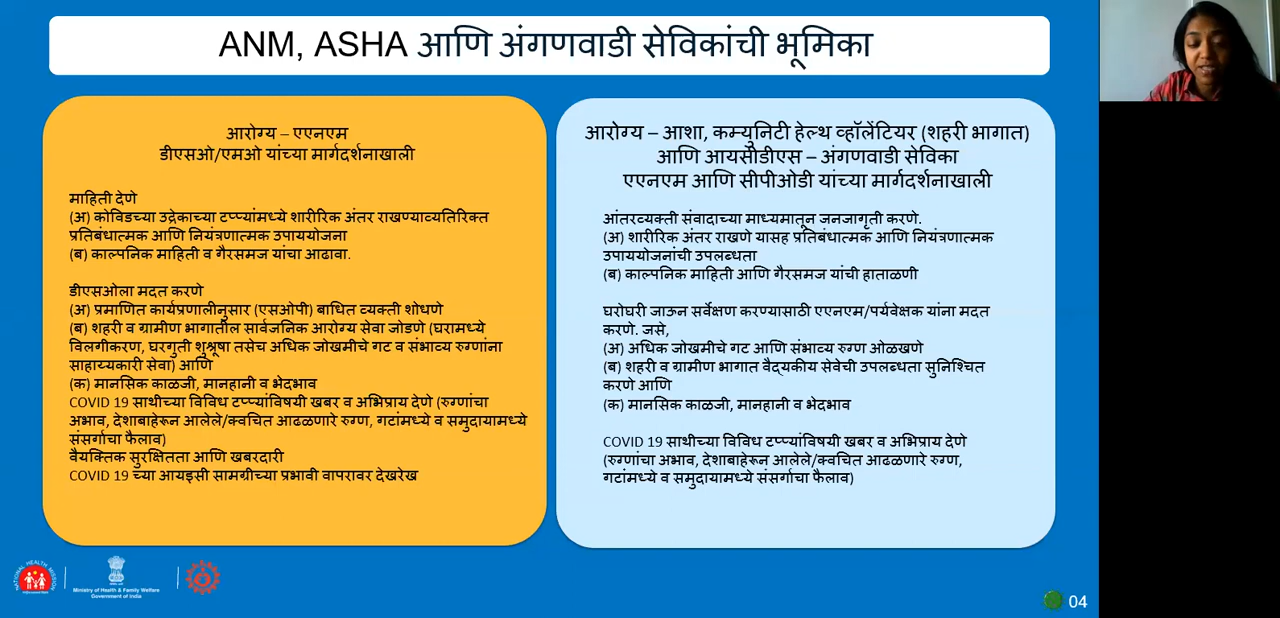 ANM, ASHA आणि अंगणवाडी सेविकांची भूमिका
आरोग्य – एएनएम
डीएसओ/एमओ यांच्या मार्गदर्शनाखाली
माहिती देणे
(अ) कोविडच्या उद्रेकाच्या टप्प्यांमध्ये शारीरिक अंतर राखण्याव्यतिरिक्त
प्रतिबंधात्मक आणि नियंत्रणात्मक उपाययोजना
(ब) काल्पनिक माहिती व गैरसमज यांचा आढावा.
डीएसओला मदत करणे
(अ) प्रमाणित कार्यप्रणालीनुसार (एसओपी) बाधित व्यक्ती शोधणे
(ब) शहरी व ग्रामीण भागातील सार्वजनिक आरोग्य सेवा जोडणे (घरामध्ये
विलगीकरण, घरगुती शुश्रूषा तसेच अधिक जोखमीचे गट व संभाव्य रुग्णांना
साहाय्यकारी सेवा) आणि
(क) मानसिक काळजी, मानहानी व भेदभाव
COVID 19 साथीच्या विविध टप्प्यांविषयी खबर व अभिप्राय देणे (रुग्णांचा
अभाव, देशाबाहेरून आलेले/क्वचित आढळणारे रुग्ण, गटांमध्ये व समुदायामध्ये
संसर्गाचा फैलाव)
वैयक्तिक सुरक्षितता आणि खबरदारी
COVID 19 च्या आयइसी सामग्रीच्या प्रभावी वापरावर देखरेख
आरोग्य – आशा, कम्युनिटी हेल्थ व्हॉलेंटियर (शहरी भागात)
आणि आयसीडीएस – अंगणवाडी सेविका
एएनएम आणि सीपीओडी यांच्या मार्गदर्शनाखाली
आंतरव्यक्ती संवादाच्या माध्यमातून जनजागृती करणे.
(अ) शारीरिक अंतर राखणे यासह प्रतिबंधात्मक आणि नियंत्रणात्मक
उपाययोजनांची उपलब्धता
(ब) काल्पनिक माहिती आणि गैरसमज यांची हाताळणी
घरोघरी जाऊन सर्वेक्षण करण्यासाठी एएनएम/पर्यवेक्षक यांना मदत
करणे. जसे,
(अ) अधिक जोखमीचे गट आणि संभाव्य रुग्ण ओळखणे
(ब) शहरी व ग्रामीण भागात वैद्यकीय सेवेची उपलब्धता सुनिश्चित
करणे आणि
(क) मानसिक काळजी, मानहानी व भेदभाव
COVID 19 साथीच्या विविध टप्प्यांविषयी खबर व अभिप्राय देणे
(रुग्णांचा अभाव, देशाबाहेरून आलेले/क्वचित आढळणारे रुग्ण,
गटांमध्ये व समुदायामध्ये संसर्गाचा फैलाव)
NATIONAL HEALTH MISSION
Ministry of Health & Family Welfare
Government of India
04